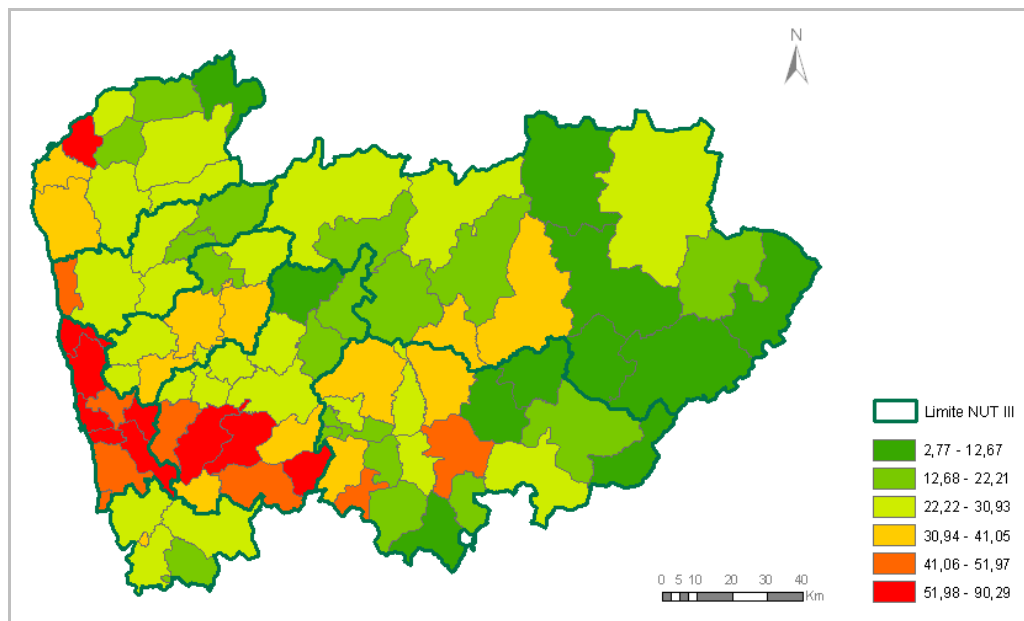 N
Limite NUT III
2,77 - 12,67
12,68 - 22,21
22,22 - 30,93
30,94 - 41,05
41,06 - 51,97
51,98 - 90,29
0 5 10 20 30 40
Km